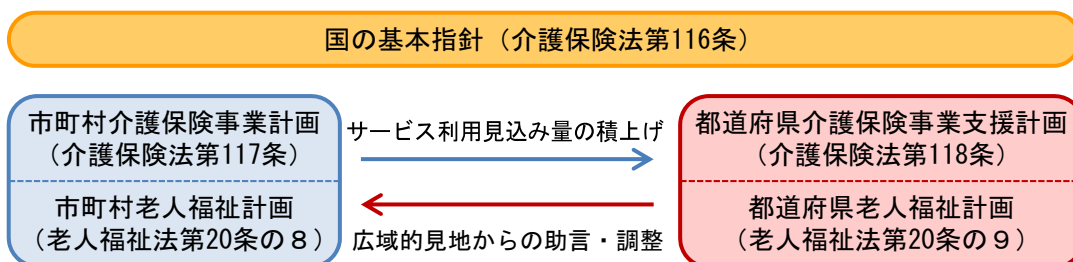 国の基本指針（介護保険法第116条）
市町村介護保険事業計画
（介護保険法第117条）
市町村老人福祉計画
（老人福祉法第20条の８）
サービス利用見込み量の積上げ
広域的見地からの助言・調整
都道府県介護保険事業支援計画
（介護保険法第118条）
都道府県老人福祉計画
（老人福祉法第20条の９）